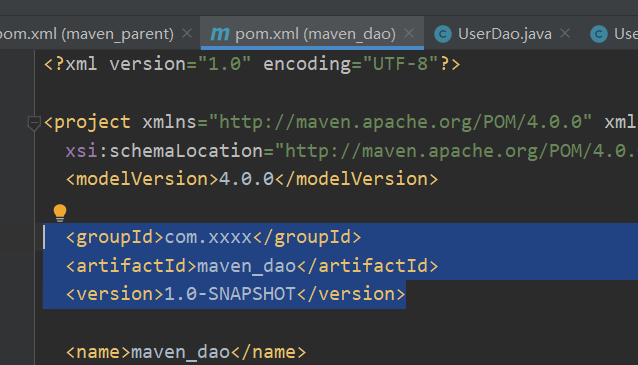 pom.xml (maven_parent) × m pom.xml (maven_dao) × C UserDao.java × C Use
<?xml version="1.0" encoding="UTF-8"?>
<project xmlns="http://maven.apache.org/POM/4.0.0" xml
xsi:schemaLocation="http://maven.apache.org/POM/4.0.
<modelVersion>4.0.0</modelVersion>
<groupId>com.xxxx</groupId>
<artifactId>maven_dao</artifactId>
<version>1.0-SNAPSHOT</version>
<name>maven_dao</name>